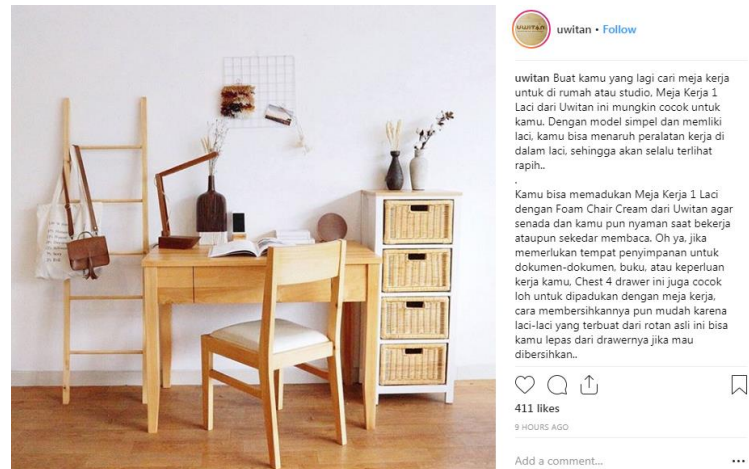 UWITAN
uwitan • Follow
uwitan Buat kamu yang lagi cari meja kerja
untuk di rumah atau studio, Meja Kerja 1
Laci dari Uwitan ini mungkin cocok untuk
kamu. Dengan model simpel dan memliki
laci, kamu bisa menaruh peralatan kerja di
dalam laci, sehingga akan selalu terlihat
rapih..
.
Kamu bisa memadukan Meja Kerja 1 Laci
dengan Foam Chair Cream dari Uwitan agar
senada dan kamu pun nyaman saat bekerja
ataupun sekedar membaca. Oh ya, jika
memerlukan tempat penyimpanan untuk
dokumen-dokumen, buku, atau keperluan
kerja kamu, Chest 4 drawer ini juga cocok
loh untuk dipadukan dengan meja kerja,
cara membersihkannya pun mudah karena
laci-laci yang terbuat dari rotan asli ini bisa
kamu lepas dari drawernya jika mau
dibersihkan..
411 likes
9 HOURS AGO
Add a comment...